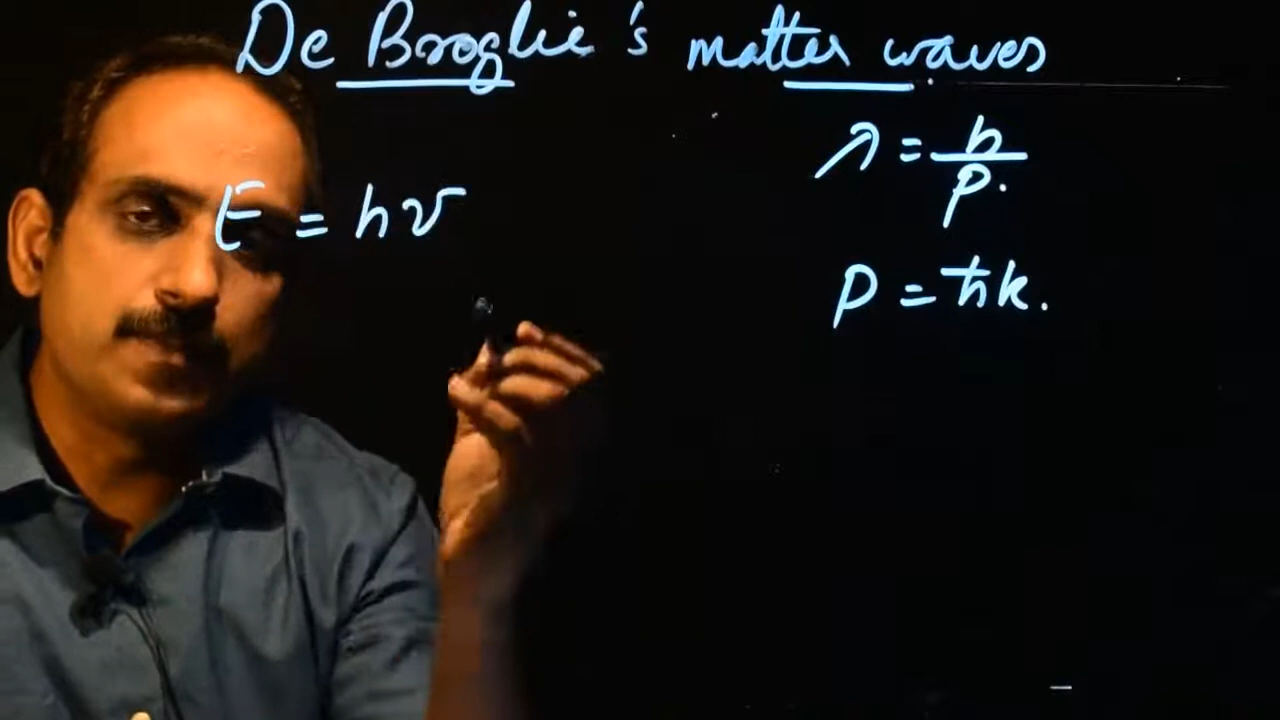 De Broglie's matter waves
λ = h/p.
E = hν
p = ħk.